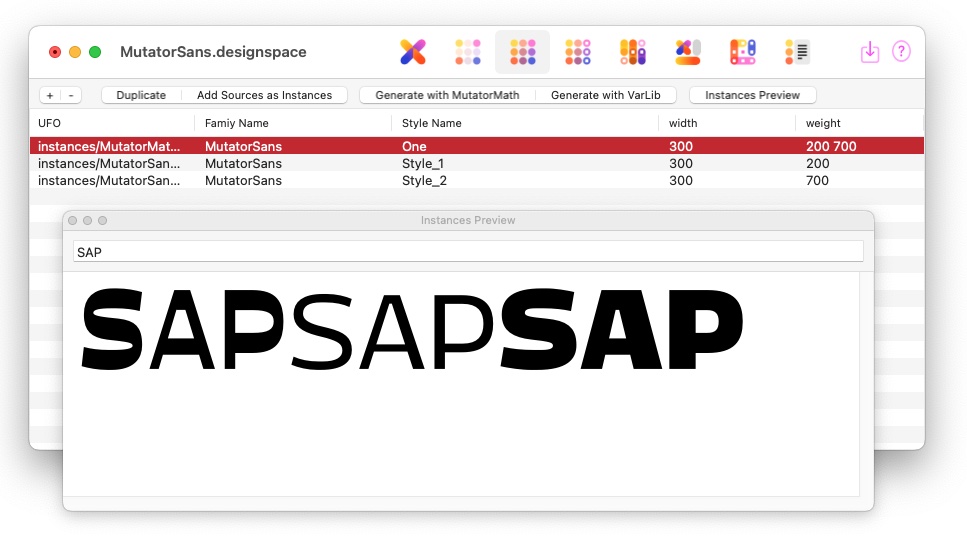 MutatorSans.designspace
?
+ - Duplicate Add Sources as Instances Generate with MutatorMath Generate with VarLib Instances Preview
UFO Famiy Name Style Name width weight
instances/MutatorMat... MutatorSans One 300 200 700
instances/MutatorSan... MutatorSans Style_1 300 200
instances/MutatorSan... MutatorSans Style_2 300 700
Instances Preview
SAP
SAPSAPSAP